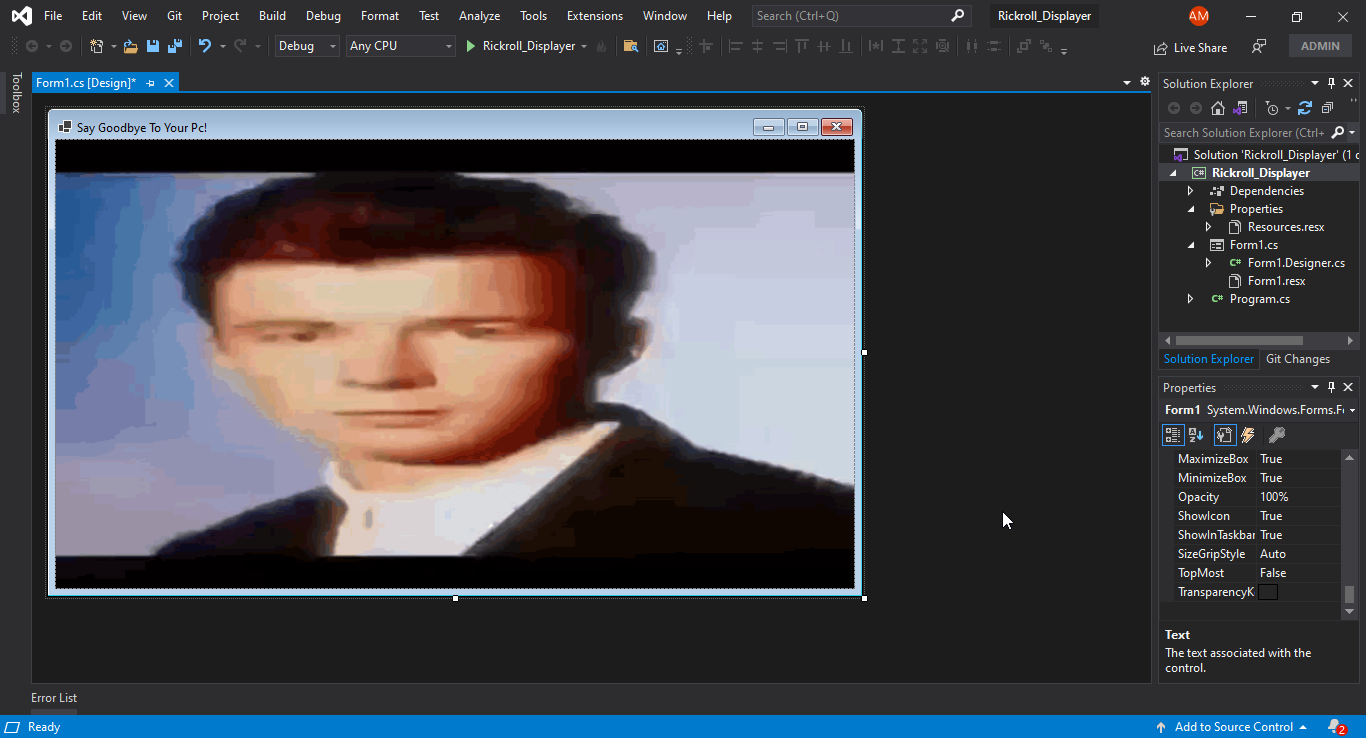 File Edit View Git Project Build Debug Format Test Analyze Tools Extensions Window Help Search (Ctrl+Q) Rickroll_Displayer AM
Debug Any CPU Rickroll_Displayer Live Share ADMIN
Toolbox
Form1.cs [Design]*
Say Goodbye To Your Pc!
Solution Explorer
Search Solution Explorer (Ctrl+
Solution 'Rickroll_Displayer' (1 c
C# Rickroll_Displayer
Dependencies
Properties
Resources.resx
Form1.cs
C# Form1.Designer.cs
Form1.resx
C# Program.cs
Solution Explorer Git Changes
Properties
Form1 System.Windows.Forms.Fo
MaximizeBox True
MinimizeBox True
Opacity 100%
ShowIcon True
ShowInTaskbar True
SizeGripStyle Auto
TopMost False
TransparencyK
Text
The text associated with the
control.
Error List
Ready Add to Source Control 2